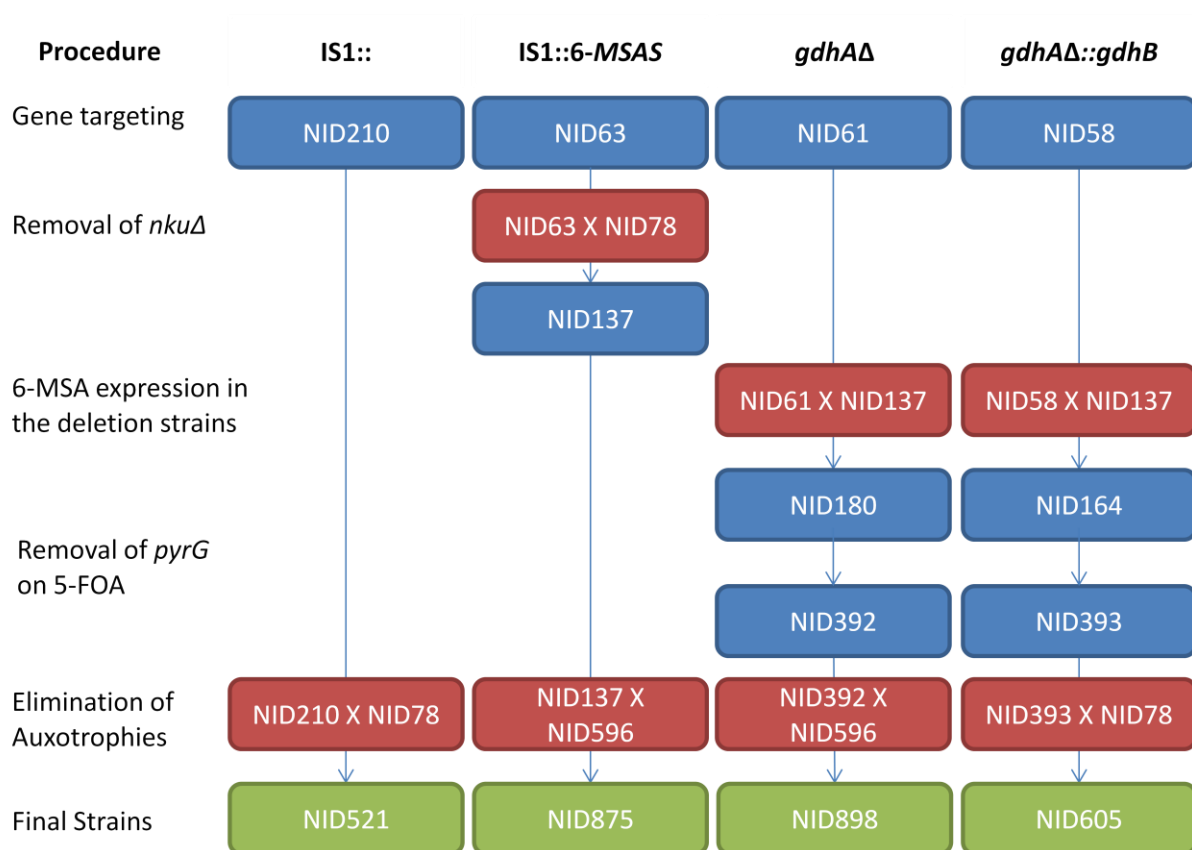 Procedure IS1:: IS1::6-MSAS gdhAΔ gdhAΔ::gdhB
Gene targeting NID210 NID63 NID61 NID58
Removal of nkuΔ NID63 X NID78
NID137
6-MSA expression in
the deletion strains
NID61 X NID137 NID58 X NID137
NID180 NID164
Removal of pyrG
on 5-FOA
NID392 NID393
Elimination of
Auxotrophies
NID210 X NID78
NID137 X
NID596
NID392 X
NID596
NID393 X NID78
Final Strains NID521 NID875 NID898 NID605